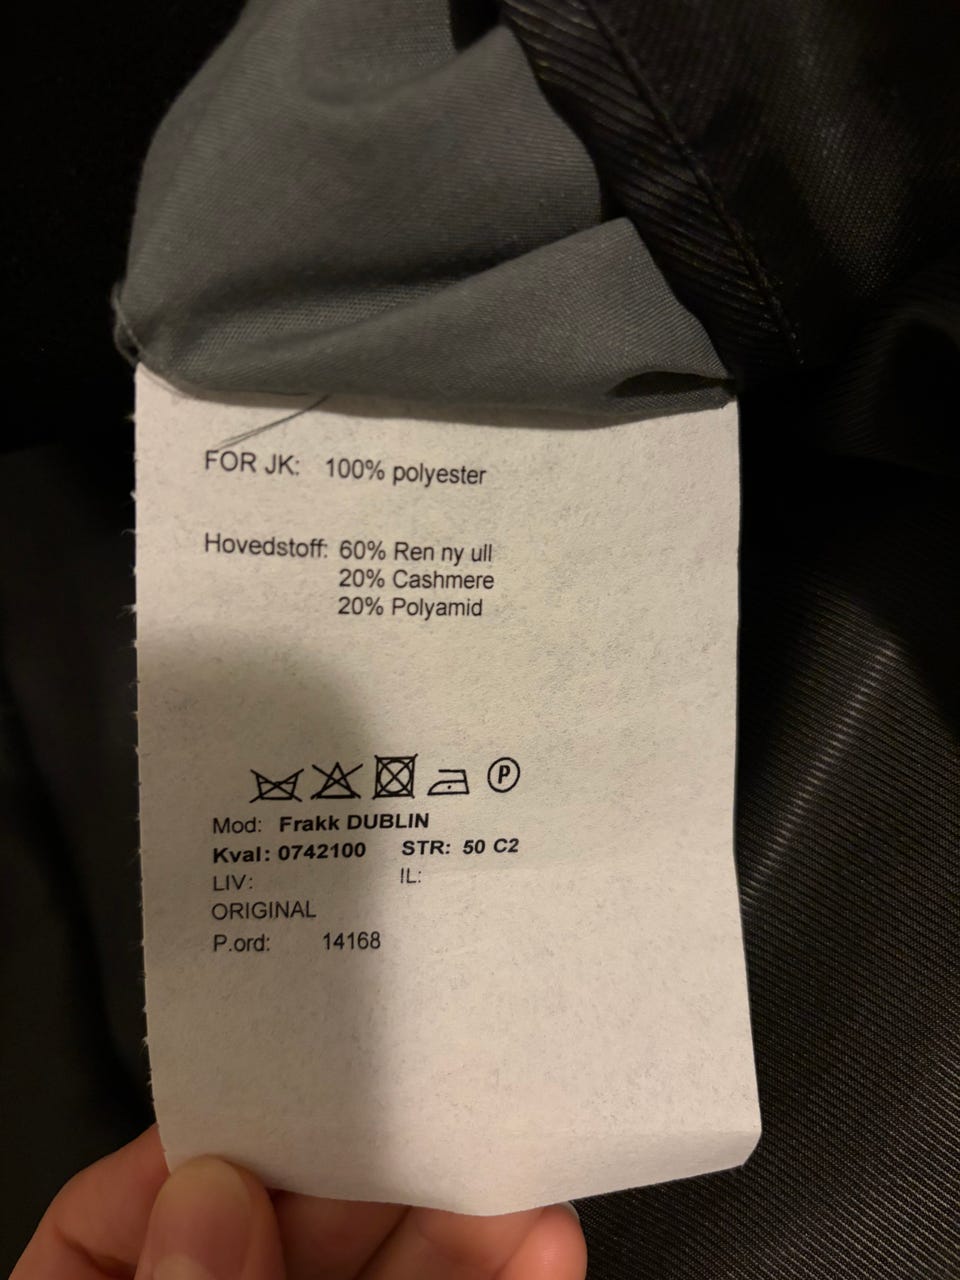 FOR JK: 100% polyester
Hovedstoff: 60% Ren ny ull
20% Cashmere
20% Polyamid
P
Mod: Frakk DUBLIN
Kval: 0742100 STR: 50 C2
LIV: IL:
ORIGINAL
P.ord: 14168